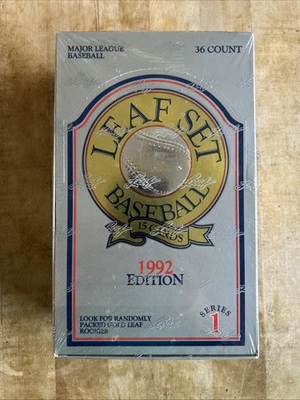 MAJOR LEAGUE
BASEBALL
36 COUNT
LEAF SET
BASEBALL
15 CARDS
1992
EDITION
LOOK FOR RANDOMLY
PACKED GOLD LEAF
ROOKIES
SERIES
1